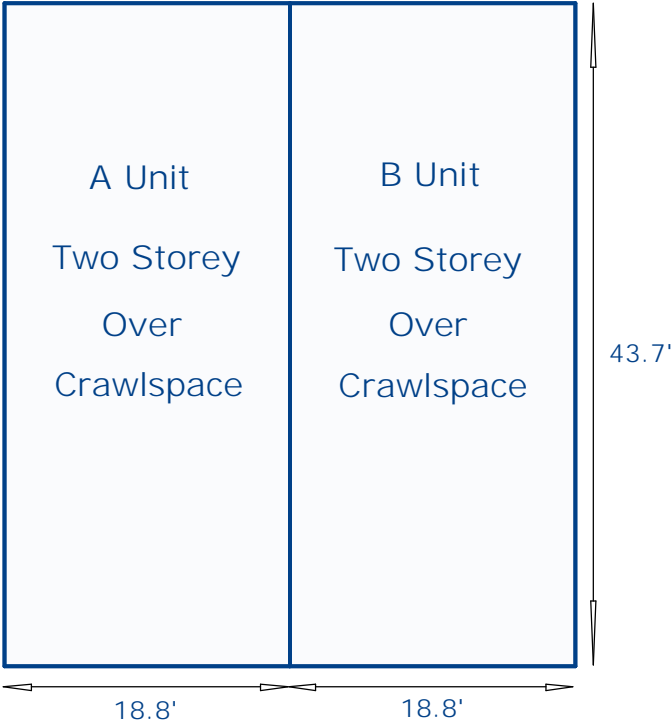 A Unit
Two Storey
Over
Crawlspace
B Unit
Two Storey
Over
Crawlspace
43.7'
18.8'
18.8'